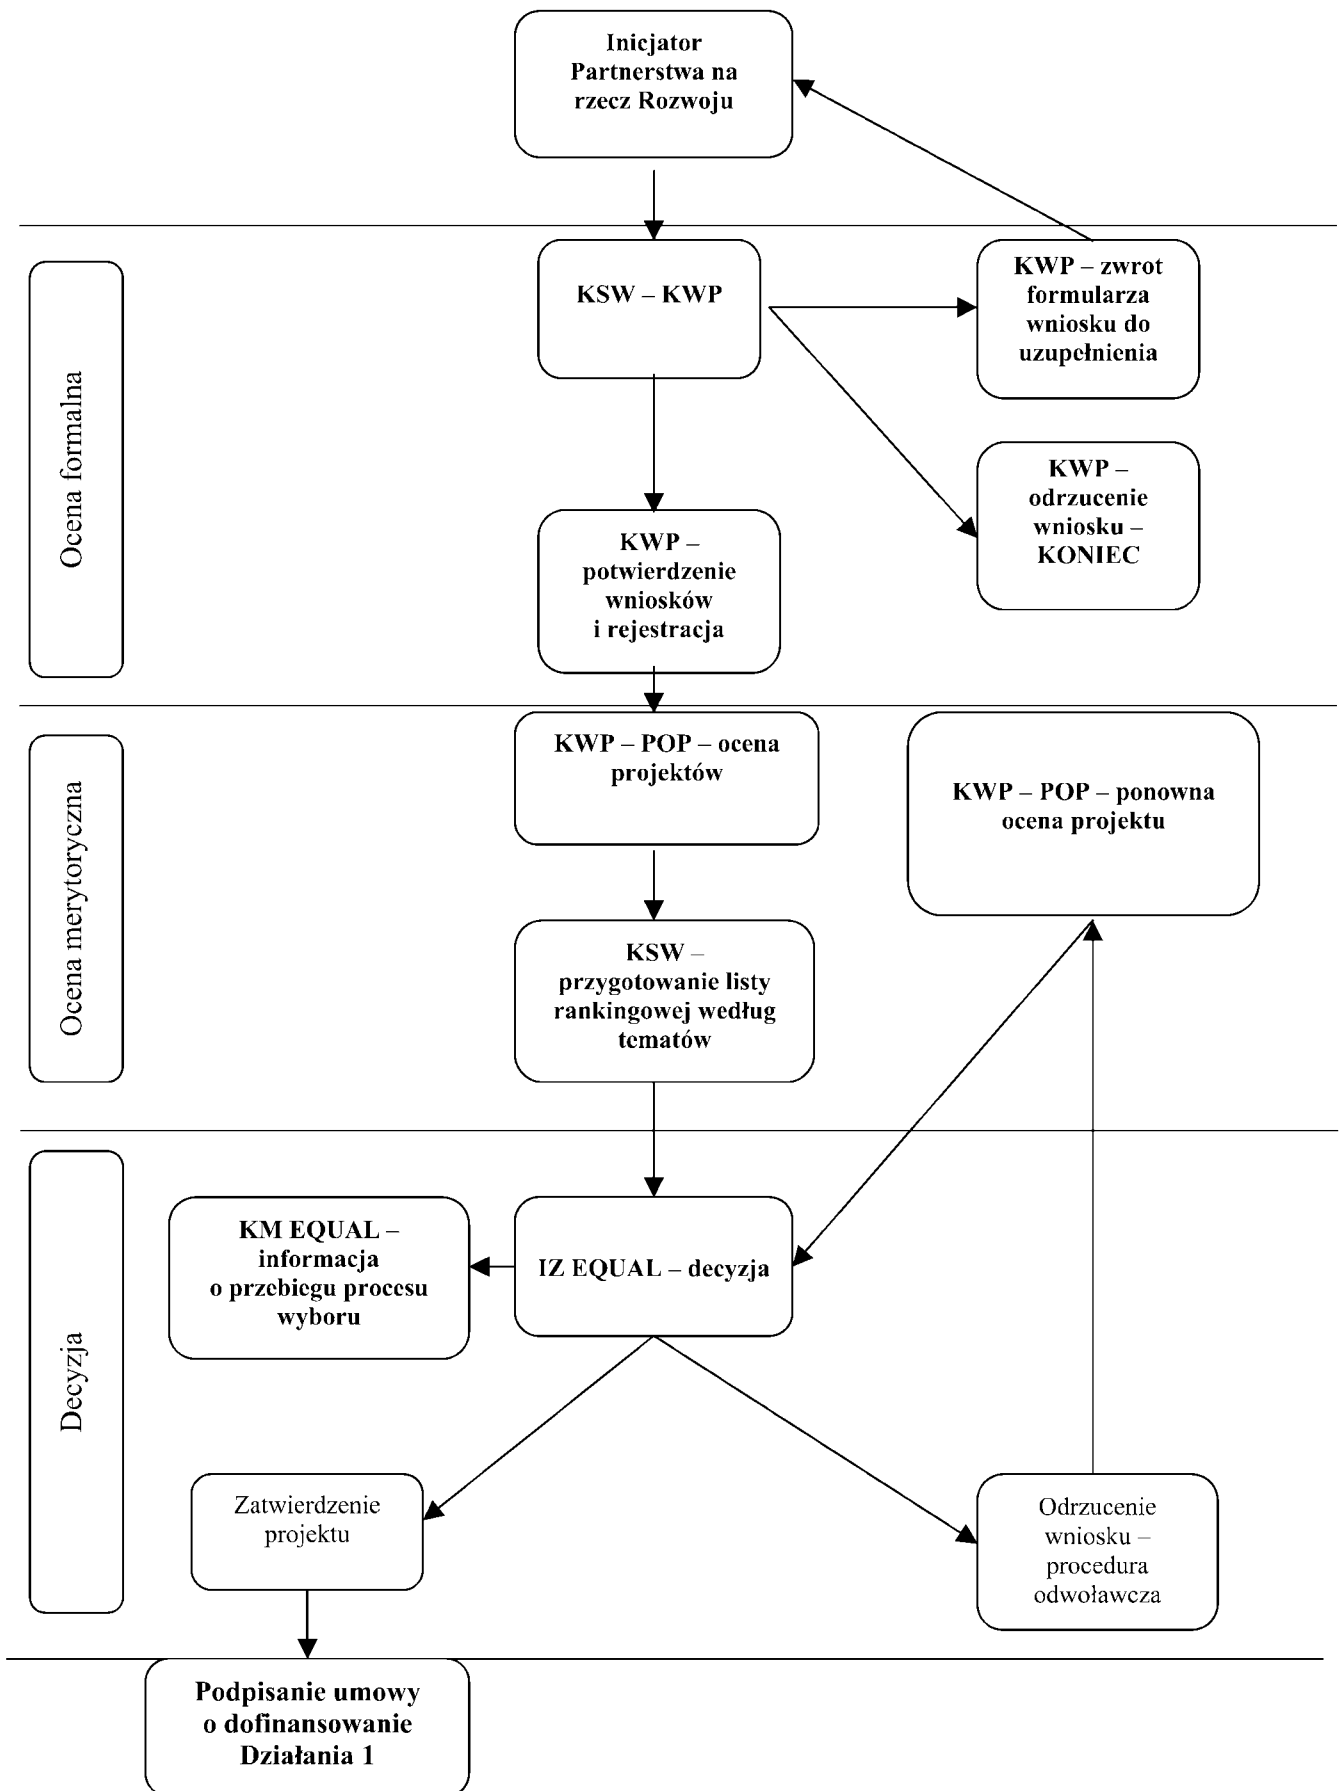 Inicjator
Partnerstwa na
rzecz Rozwoju
Ocena formalna
KSW – KWP
KWP – zwrot
formularza
wniosku do
uzupełnienia
KWP –
odrzucenie
wniosku –
KONIEC
KWP –
potwierdzenie
wniosków
i rejestracja
Ocena merytoryczna
KWP – POP – ocena
projektów
KWP – POP – ponowna
ocena projektu
KSW –
przygotowanie listy
rankingowej według
tematów
Decyzja
KM EQUAL –
informacja
o przebiegu procesu
wyboru
IZ EQUAL – decyzja
Zatwierdzenie
projektu
Odrzucenie
wniosku –
procedura
odwoławcza
Podpisanie umowy
o dofinansowanie
Działania 1